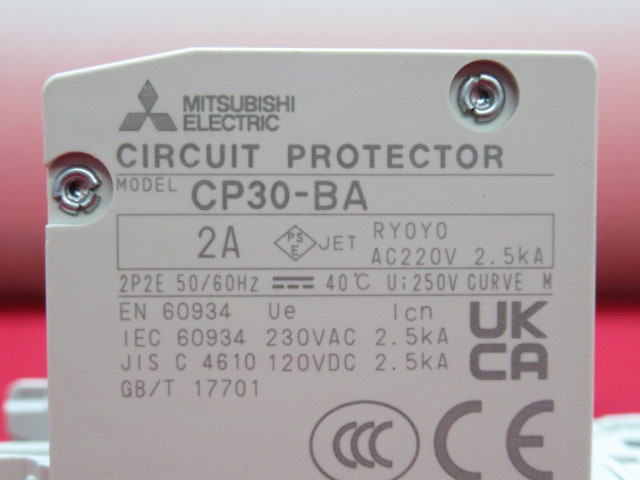 MITSUBISHI
ELECTRIC
CIRCUIT PROTECTOR
MODEL CP30-BA
2A PS E JET RYOYO
AC220V 2.5kA
2P2E 50/60Hz 40℃ Ui250V CURVE M
EN 60934 Ue Icn
IEC 60934 230VAC 2.5kA
JIS C 4610 120VDC 2.5kA
GB/T 17701
UK
CA
CCC CE